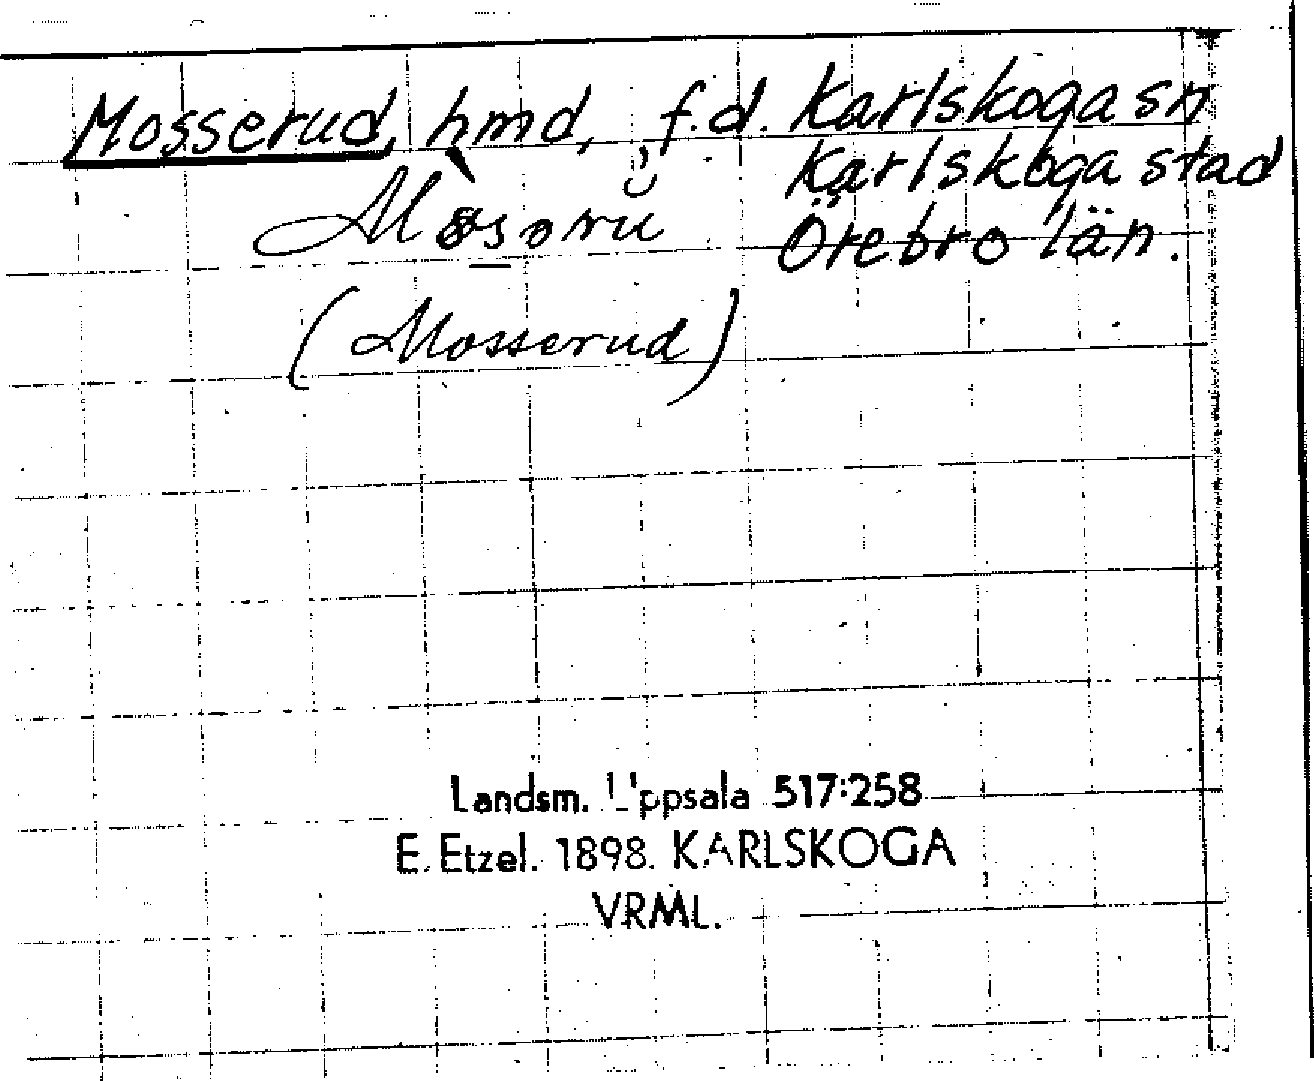 Mosserud, hmd, f.d. Karlskoga sn
Karlskoga stad
Örebro län.
(Mosserud)
Landsm. Uppsala 517:258
E. Etzel. 1898. KARLSKOGA
VRML.